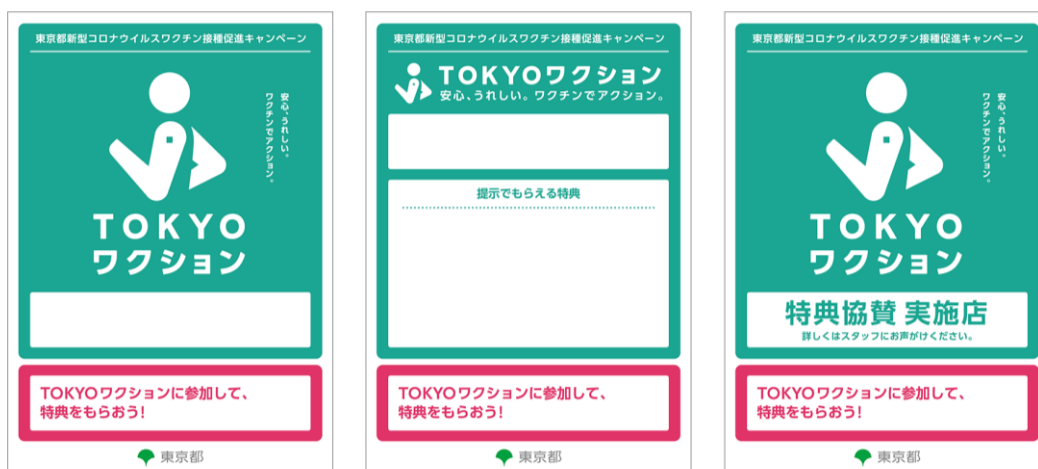 東京都新型コロナウイルスワクチン接種促進キャンペーン
安心、うれしい。
ワクチンでアクション。
TOKYO
ワクション
TOKYOワクションに参加して、
特典をもらおう!
東京都
東京都新型コロナウイルスワクチン接種促進キャンペーン
TOKYOワクション
安心、うれしい。ワクチンでアクション。
提示でもらえる特典
TOKYOワクションに参加して、
特典をもらおう!
東京都
東京都新型コロナウイルスワクチン接種促進キャンペーン
安心、うれしい。
ワクチンでアクション。
TOKYO
ワクション
特典協賛 実施店
詳しくはスタッフにお声がけください。
TOKYOワクションに参加して、
特典をもらおう!
東京都